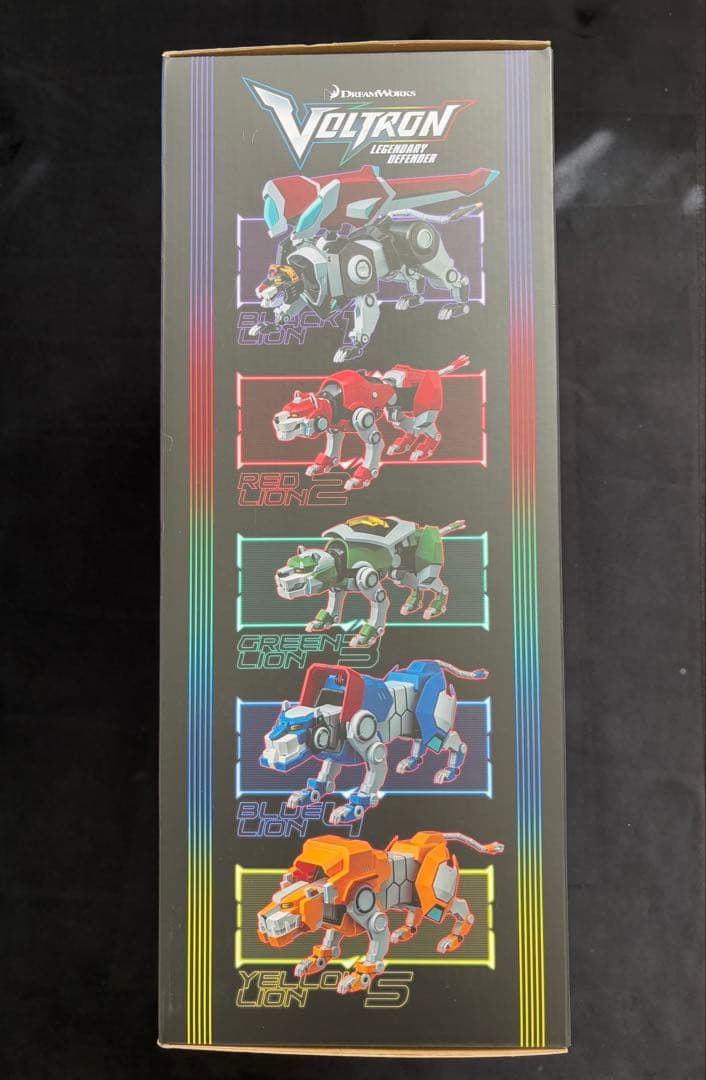 DREAMWORKS
VOLTRON
LEGENDARY
DEFENDER
BLACK
LION 1
RED
LION 2
GREEN
LION 3
BLUE
LION 4
YELLOW
LION 5